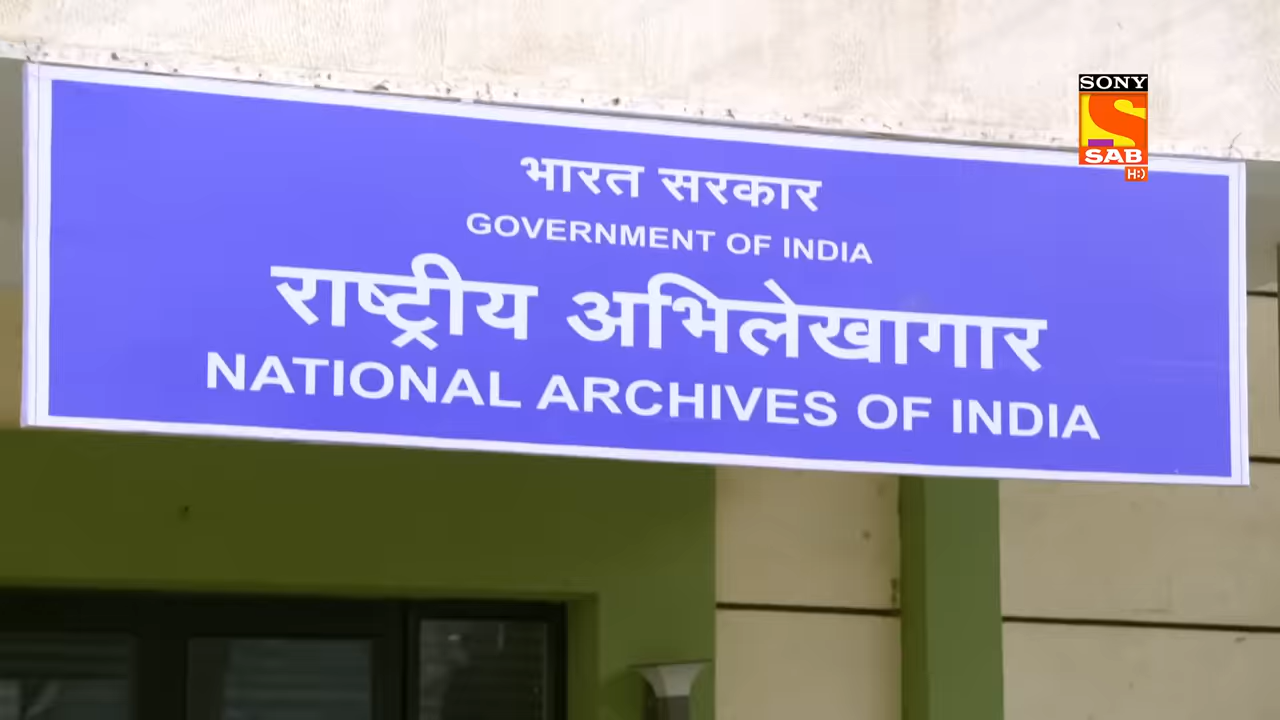 SONY
SAB
H:)
भारत सरकार
GOVERNMENT OF INDIA
राष्ट्रीय अभिलेखागार
NATIONAL ARCHIVES OF INDIA